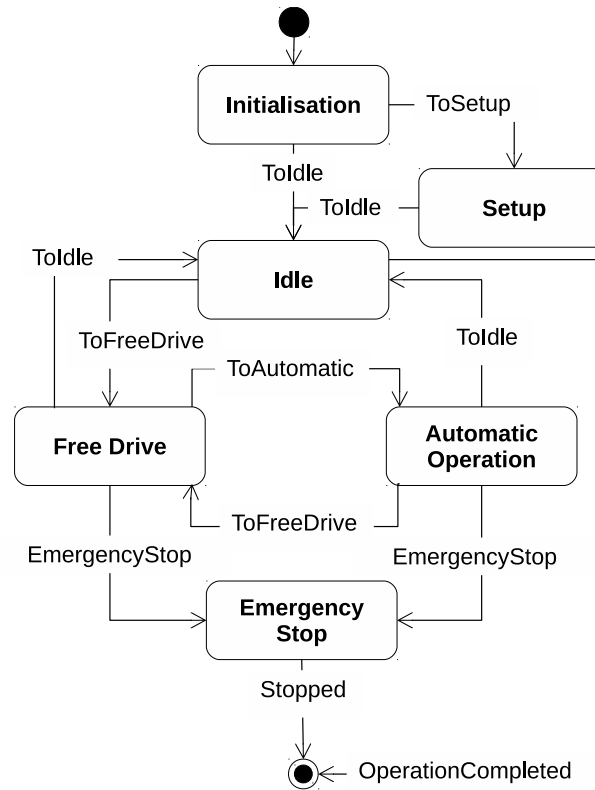 Initialisation
ToSetup
ToIdle
ToIdle
Setup
ToIdle
Idle
ToFreeDrive
ToIdle
ToAutomatic
Free Drive
Automatic
Operation
ToFreeDrive
EmergencyStop
EmergencyStop
Emergency
Stop
Stopped
OperationCompleted